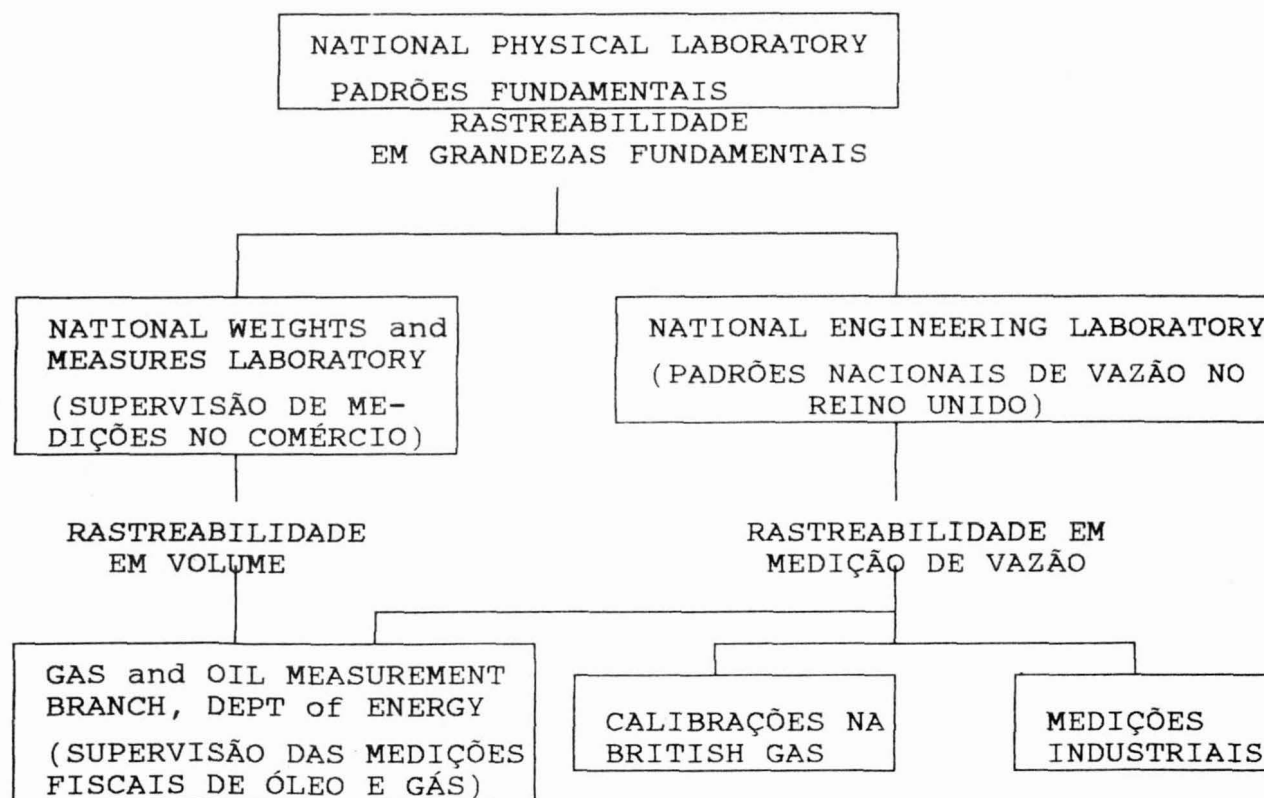 NATIONAL PHYSICAL LABORATORY
PADRÕES FUNDAMENTAIS
RASTREABILIDADE
EM GRANDEZAS FUNDAMENTAIS
NATIONAL WEIGHTS and
MEASURES LABORATORY
(SUPERVISÃO DE ME-
DIÇÕES NO COMÉRCIO)
NATIONAL ENGINEERING LABORATORY
(PADRÕES NACIONAIS DE VAZÃO NO
REINO UNIDO)
RASTREABILIDADE
EM VOLUME
RASTREABILIDADE EM
MEDIÇÃO DE VAZÃO
GAS and OIL MEASUREMENT
BRANCH, DEPT of ENERGY
(SUPERVISÃO DAS MEDIÇÕES
FISCAIS DE ÓLEO E GÁS)
CALIBRAÇÕES NA
BRITISH GAS
MEDIÇÕES
INDUSTRIAIS